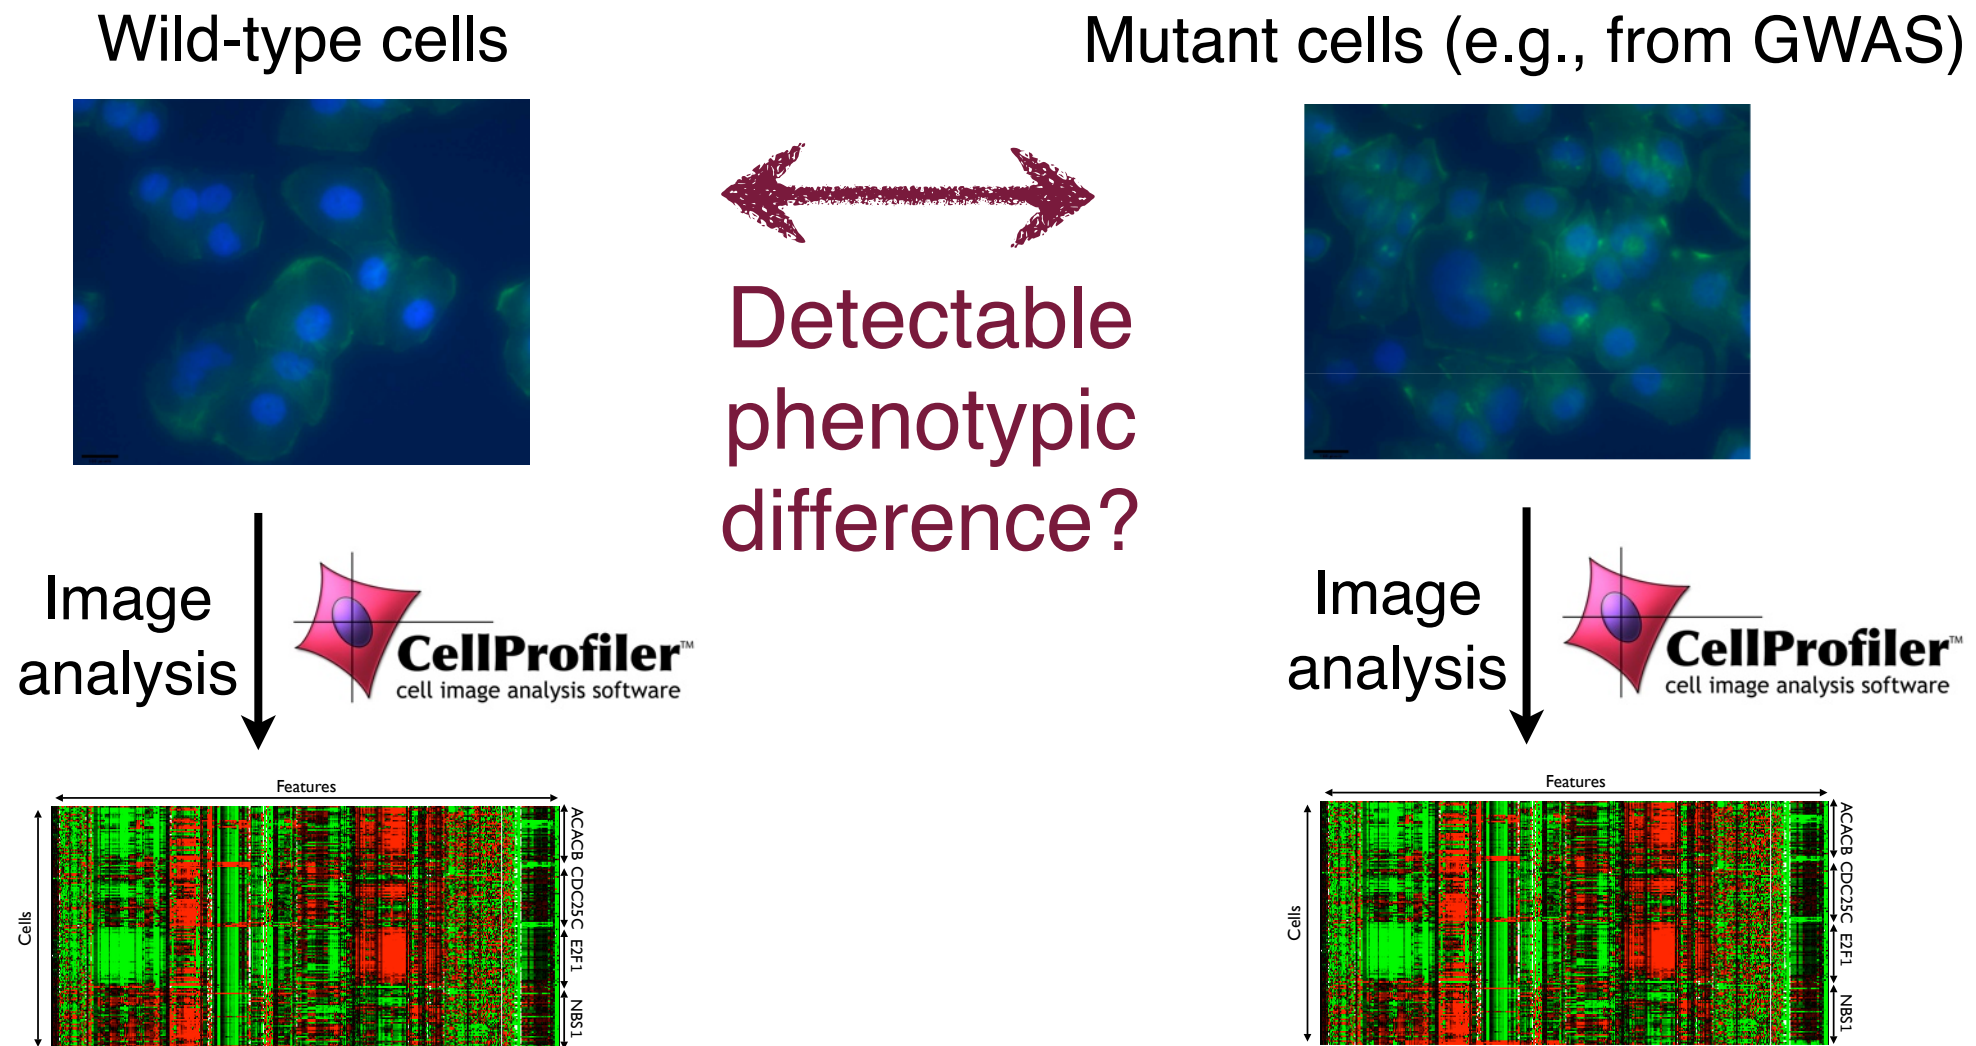 Wild-type cells
Mutant cells (e.g., from GWAS)
Detectable
phenotypic
difference?
Image
analysis
CellProfiler™
cell image analysis software
Image
analysis
CellProfiler™
cell image analysis software
Features
Cells
ACACB
CDC25C
E2F1
NBS1
Features
Cells
ACACB
CDC25C
E2F1
NBS1